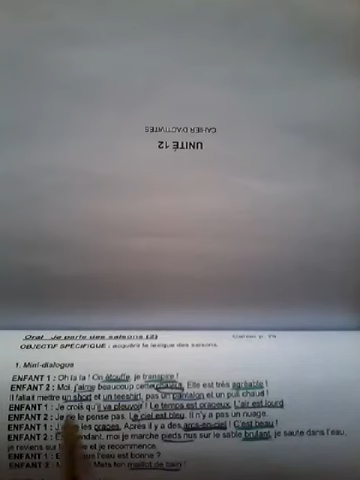 UNITÉ 12
CAHIER D'ACTIVITÉS
Oral Je parle des saisons (2)
OBJECTIF SPÉCIFIQUE : acquérir le lexique des saisons
1. Mini-dialogue
ENFANT 1 : Oh la la ! On étouffe, je transpire !
ENFANT 2 : Moi, j'aime beaucoup cette Elle est très agréable !
Il fallait mettre un short et un teeshirt, pas un pantalon et un pull chaud !
ENFANT 1 : Je crois qu'il va pleuvoir ! Le temps est orageux. L'air est lourd
ENFANT 2 : Je ne le pense pas. Le ciel est bleu. Il n'y a pas un nuage.
ENFANT 1 : les orages. Après il y a des arcs-en-ciel ! C'est beau !
ENFANT 2 : moi je marche pieds nus sur le sable brûlant, je saute dans l'eau,
je reviens sur et je recommence.
ENFANT 1 : l'eau est bonne ?
Mets ton maillot de bain !